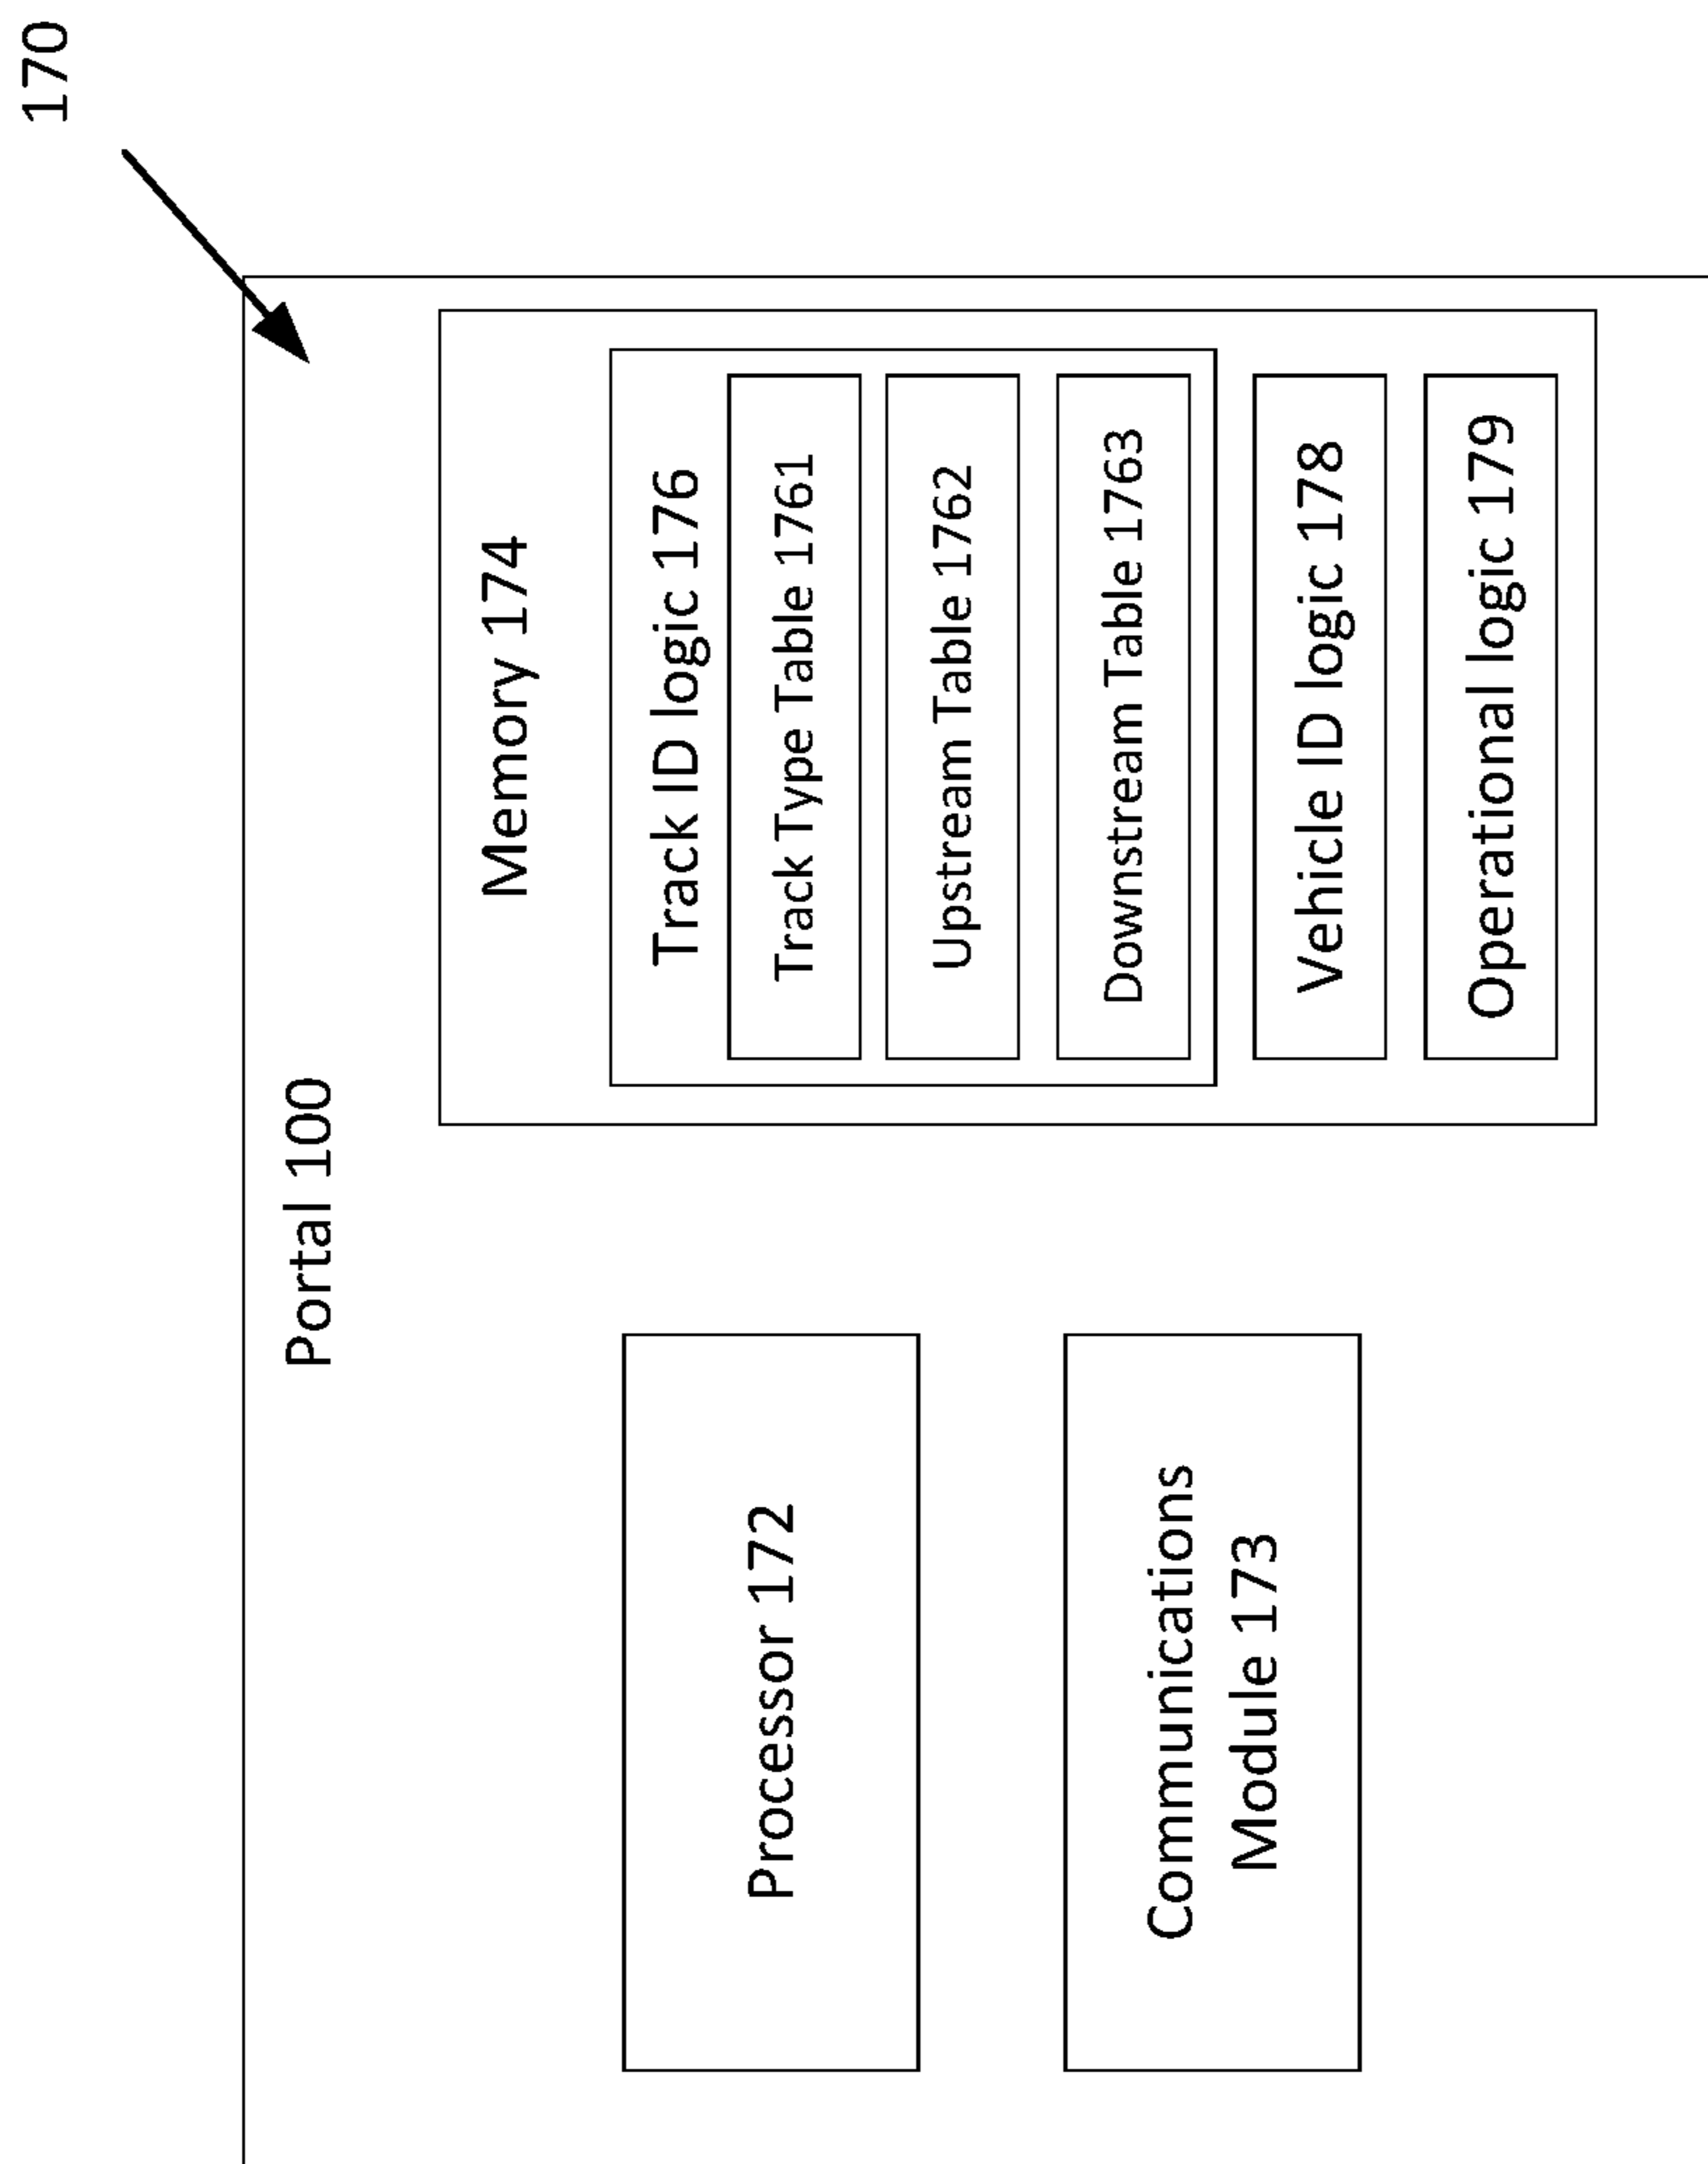 170
Portal 100
Processor 172
Communications
Module 173
Memory 174
Track ID logic 176
Track Type Table 1761
Upstream Table 1762
Downstream Table 1763
Vehicle ID logic 178
Operational logic 179